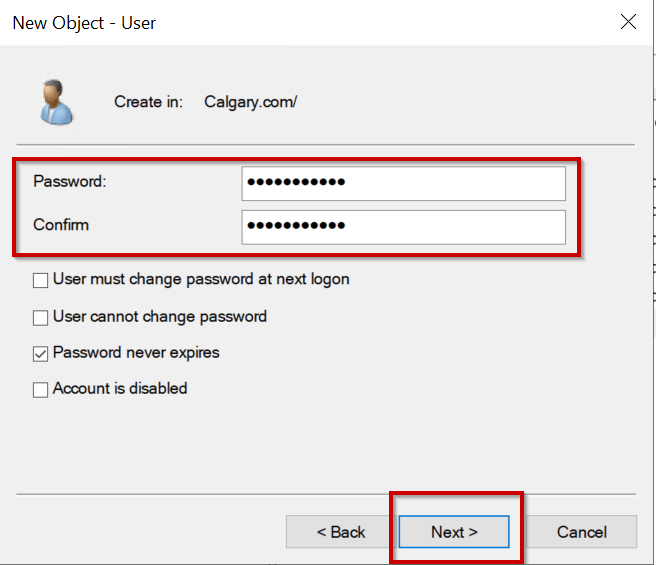 New Object - User
Create in: Calgary.com/
Password: ●●●●●●●●●●●
Confirm ●●●●●●●●●●●
User must change password at next logon
User cannot change password
Password never expires
Account is disabled
< Back Next > Cancel